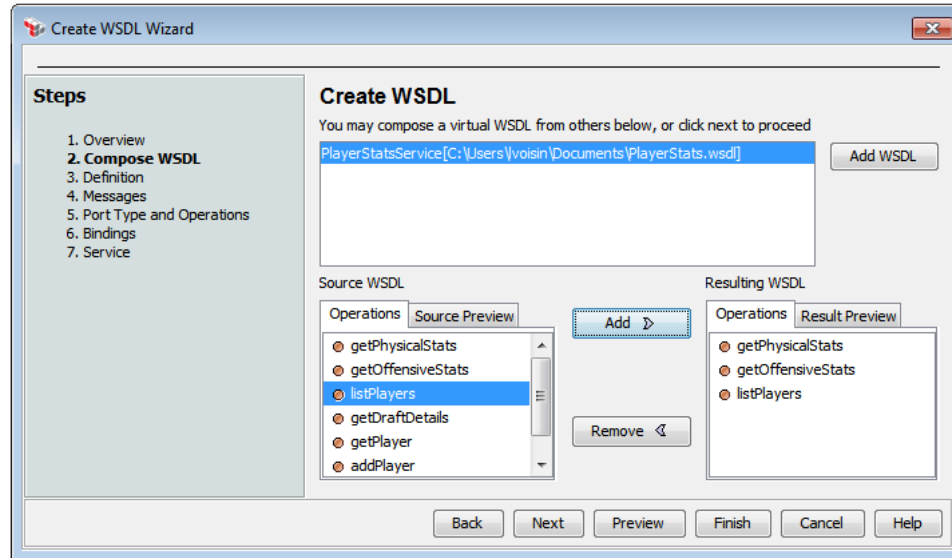 Create WSDL Wizard
Steps
1. Overview
2. Compose WSDL
3. Definition
4. Messages
5. Port Type and Operations
6. Bindings
7. Service
Create WSDL
You may compose a virtual WSDL from others below, or click next to proceed
PlayerStatsService[C:\Users\lvoisin\Documents\PlayerStats.wsdl]
Add WSDL
Source WSDL
Operations Source Preview
getPhysicalStats
getOffensiveStats
listPlayers
getDraftDetails
getPlayer
addPlayer
Add
Remove
Resulting WSDL
Operations Result Preview
getPhysicalStats
getOffensiveStats
listPlayers
Back Next Preview Finish Cancel Help